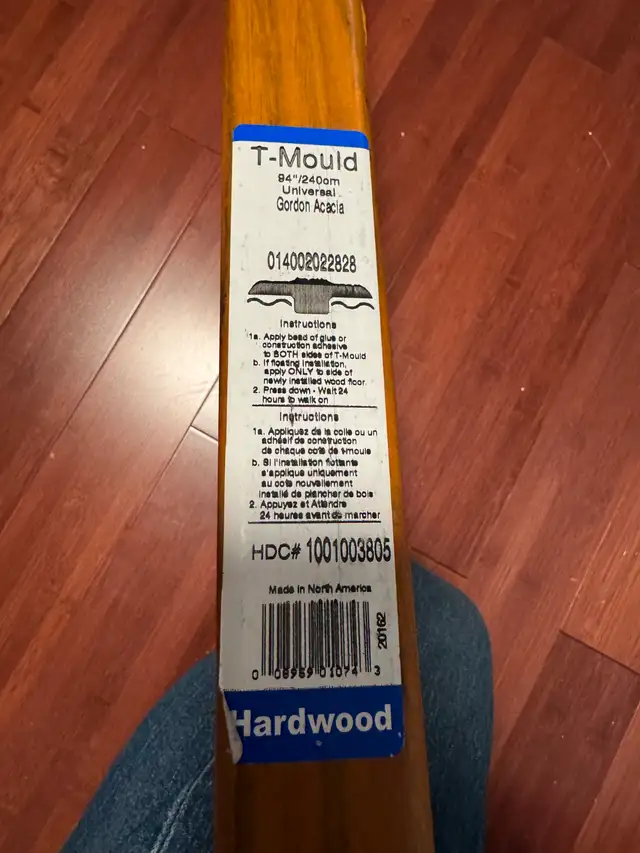 T-Mould
94"/240cm
Universal
Gordon Acacia
014002022828
Instructions
1a. Apply bead of glue or
construction adhesive
to BOTH sides of T-Mould
b. If floating installation,
apply ONLY to side of
newly installed wood floor.
2. Press down - Wait 24
hours to walk on
Instructions
1a. Appliquez de la colle ou un
adhésif de construction
de chaque coté de t-moule
b. Si l'installation flottante
s'applique uniquement
au coté nouvellement
installé de plancher de bois
2. Appuyez et Attendre
24 heures avant de marcher
HDC# 1001003805
Made in North America
20162
0 08969 01074 3
Hardwood